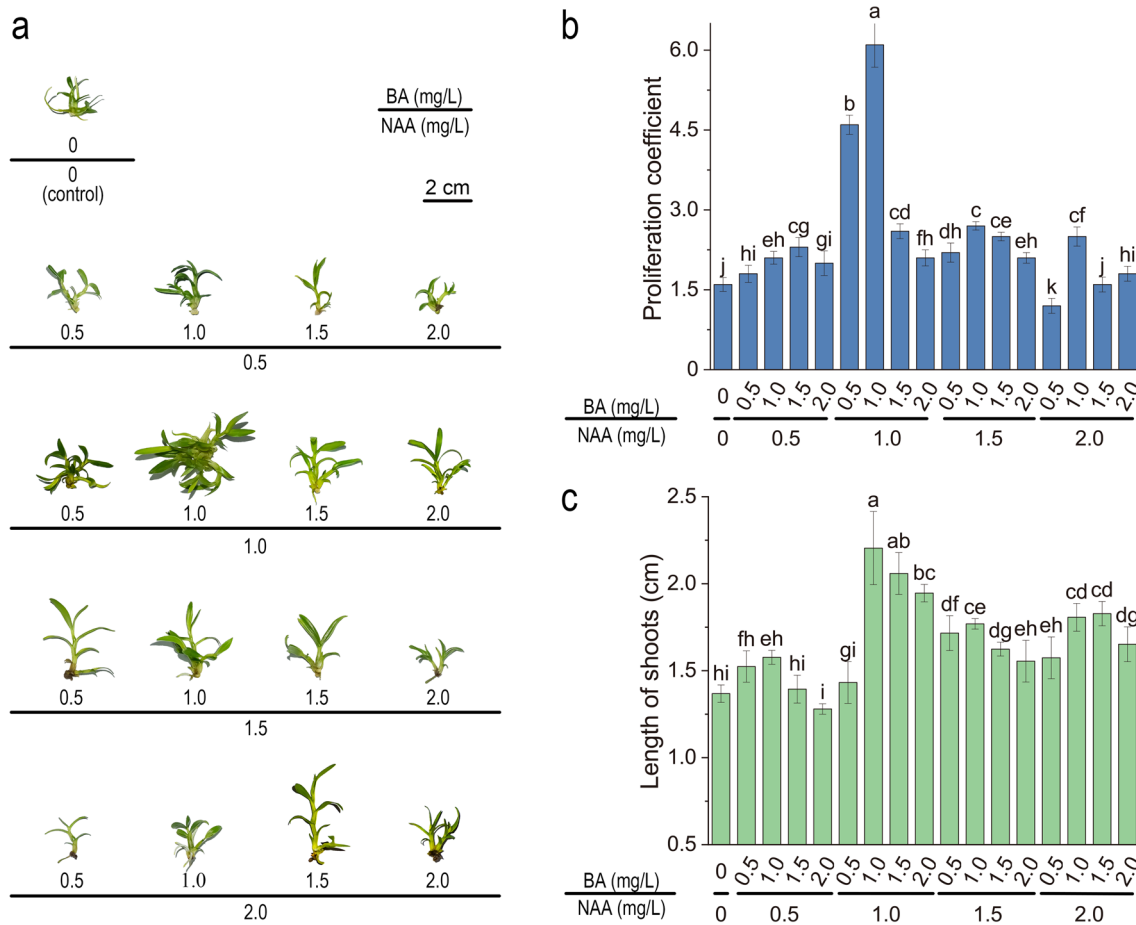 a
BA (mg/L)
NAA (mg/L)
0
0
(control)
2 cm
0.5 1.0 1.5 2.0
0.5
0.5 1.0 1.5 2.0
1.0
0.5 1.0 1.5 2.0
1.5
0.5 1.0 1.5 2.0
2.0
b
Proliferation coefficient
6.0
4.5
3.0
1.5
0
j hi eh cg gi b a cd fh dh c ce eh k cf j hi
0 0.5 1.0 1.5 2.0 0.5 1.0 1.5 2.0 0.5 1.0 1.5 2.0 0.5 1.0 1.5 2.0
BA (mg/L)
NAA (mg/L)
0 0.5 1.0 1.5 2.0
c
Length of shoots (cm)
2.5
2.0
1.5
1.0
0.5
hi fh eh hi i gi a ab bc df ce dg eh eh cd cd dg
0 0.5 1.0 1.5 2.0 0.5 1.0 1.5 2.0 0.5 1.0 1.5 2.0 0.5 1.0 1.5 2.0
BA (mg/L)
NAA (mg/L)
0 0.5 1.0 1.5 2.0